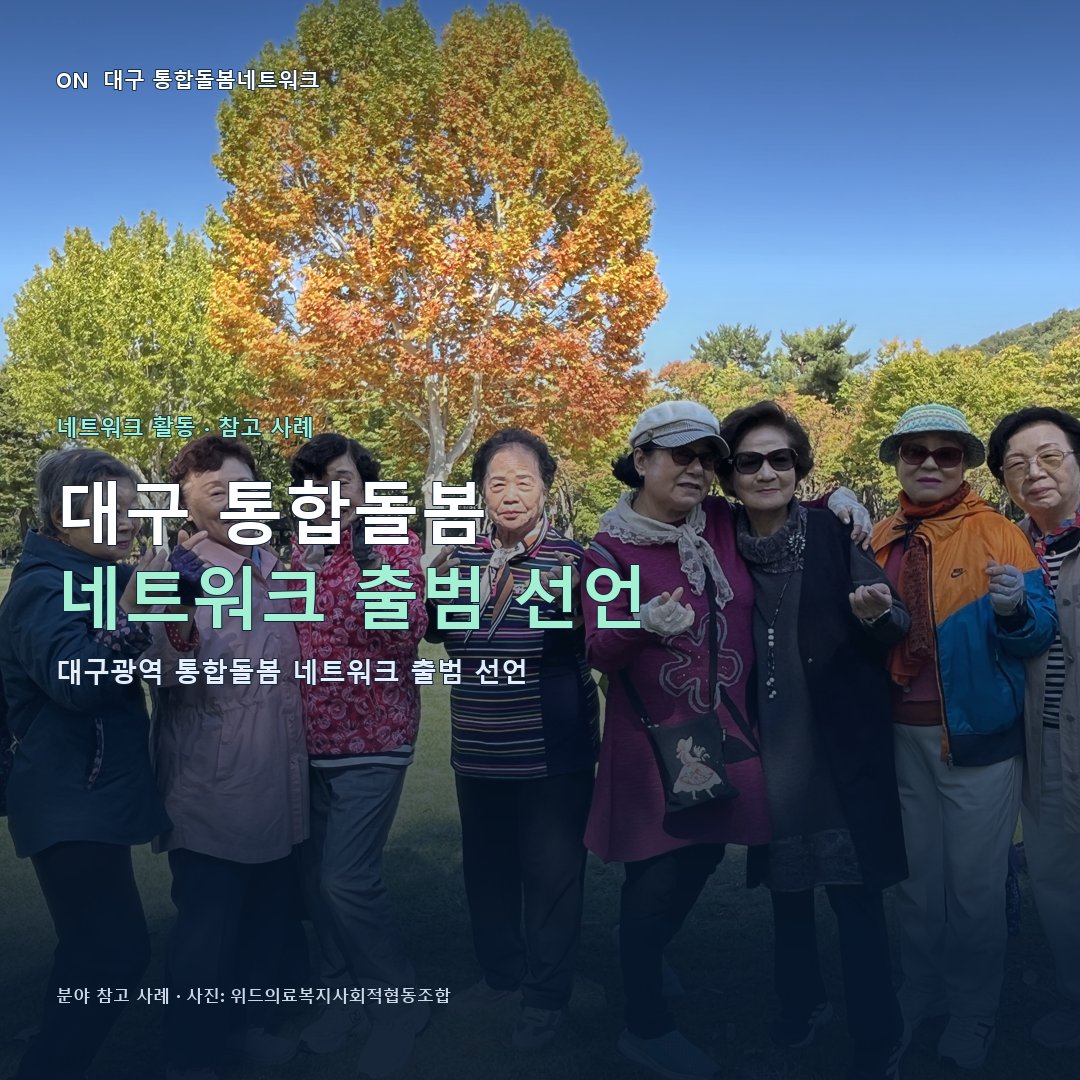 ON 대구 통합돌봄네트워크
네트워크 활동 · 참고 사례
대구 통합돌봄
네트워크 출범 선언
대구광역 통합돌봄 네트워크 출범 선언
분야 참고 사례 · 사진: 위드의료복지사회적협동조합